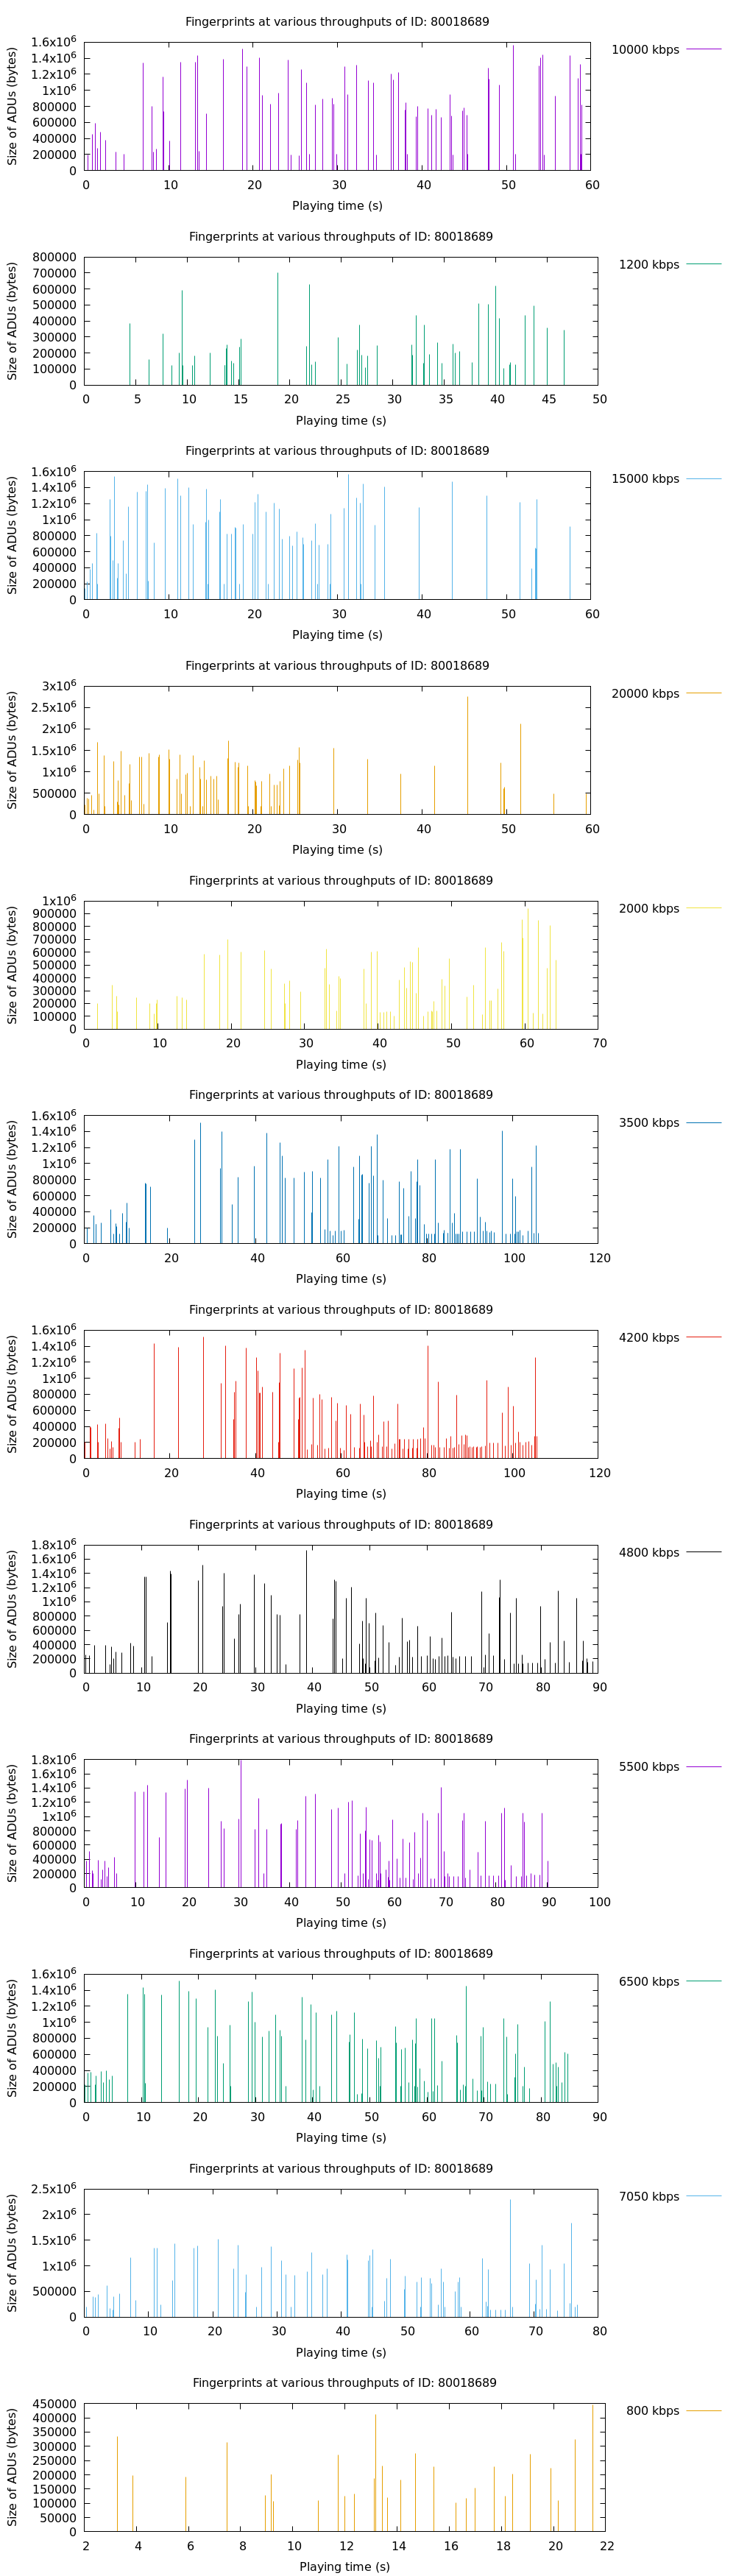 Fingerprints at various throughputs of ID: 80018689
10000 kbps
1.6x10^6
1.4x10^6
1.2x10^6
1x10^6
800000
600000
400000
200000
0
Size of ADUs (bytes)
0 10 20 30 40 50 60
Playing time (s)
Fingerprints at various throughputs of ID: 80018689
1200 kbps
800000
700000
600000
500000
400000
300000
200000
100000
0
Size of ADUs (bytes)
0 5 10 15 20 25 30 35 40 45 50
Playing time (s)
Fingerprints at various throughputs of ID: 80018689
15000 kbps
1.6x10^6
1.4x10^6
1.2x10^6
1x10^6
800000
600000
400000
200000
0
Size of ADUs (bytes)
0 10 20 30 40 50 60
Playing time (s)
Fingerprints at various throughputs of ID: 80018689
20000 kbps
3x10^6
2.5x10^6
2x10^6
1.5x10^6
1x10^6
500000
0
Size of ADUs (bytes)
0 10 20 30 40 50 60
Playing time (s)
Fingerprints at various throughputs of ID: 80018689
2000 kbps
1x10^6
900000
800000
700000
600000
500000
400000
300000
200000
100000
0
Size of ADUs (bytes)
0 10 20 30 40 50 60 70
Playing time (s)
Fingerprints at various throughputs of ID: 80018689
3500 kbps
1.6x10^6
1.4x10^6
1.2x10^6
1x10^6
800000
600000
400000
200000
0
Size of ADUs (bytes)
0 20 40 60 80 100 120
Playing time (s)
Fingerprints at various throughputs of ID: 80018689
4200 kbps
1.6x10^6
1.4x10^6
1.2x10^6
1x10^6
800000
600000
400000
200000
0
Size of ADUs (bytes)
0 20 40 60 80 100 120
Playing time (s)
Fingerprints at various throughputs of ID: 80018689
4800 kbps
1.8x10^6
1.6x10^6
1.4x10^6
1.2x10^6
1x10^6
800000
600000
400000
200000
0
Size of ADUs (bytes)
0 10 20 30 40 50 60 70 80 90
Playing time (s)
Fingerprints at various throughputs of ID: 80018689
5500 kbps
1.8x10^6
1.6x10^6
1.4x10^6
1.2x10^6
1x10^6
800000
600000
400000
200000
0
Size of ADUs (bytes)
0 10 20 30 40 50 60 70 80 90 100
Playing time (s)
Fingerprints at various throughputs of ID: 80018689
6500 kbps
1.6x10^6
1.4x10^6
1.2x10^6
1x10^6
800000
600000
400000
200000
0
Size of ADUs (bytes)
0 10 20 30 40 50 60 70 80 90
Playing time (s)
Fingerprints at various throughputs of ID: 80018689
7050 kbps
2.5x10^6
2x10^6
1.5x10^6
1x10^6
500000
0
Size of ADUs (bytes)
0 10 20 30 40 50 60 70 80
Playing time (s)
Fingerprints at various throughputs of ID: 80018689
800 kbps
450000
400000
350000
300000
250000
200000
150000
100000
50000
0
Size of ADUs (bytes)
2 4 6 8 10 12 14 16 18 20 22
Playing time (s)